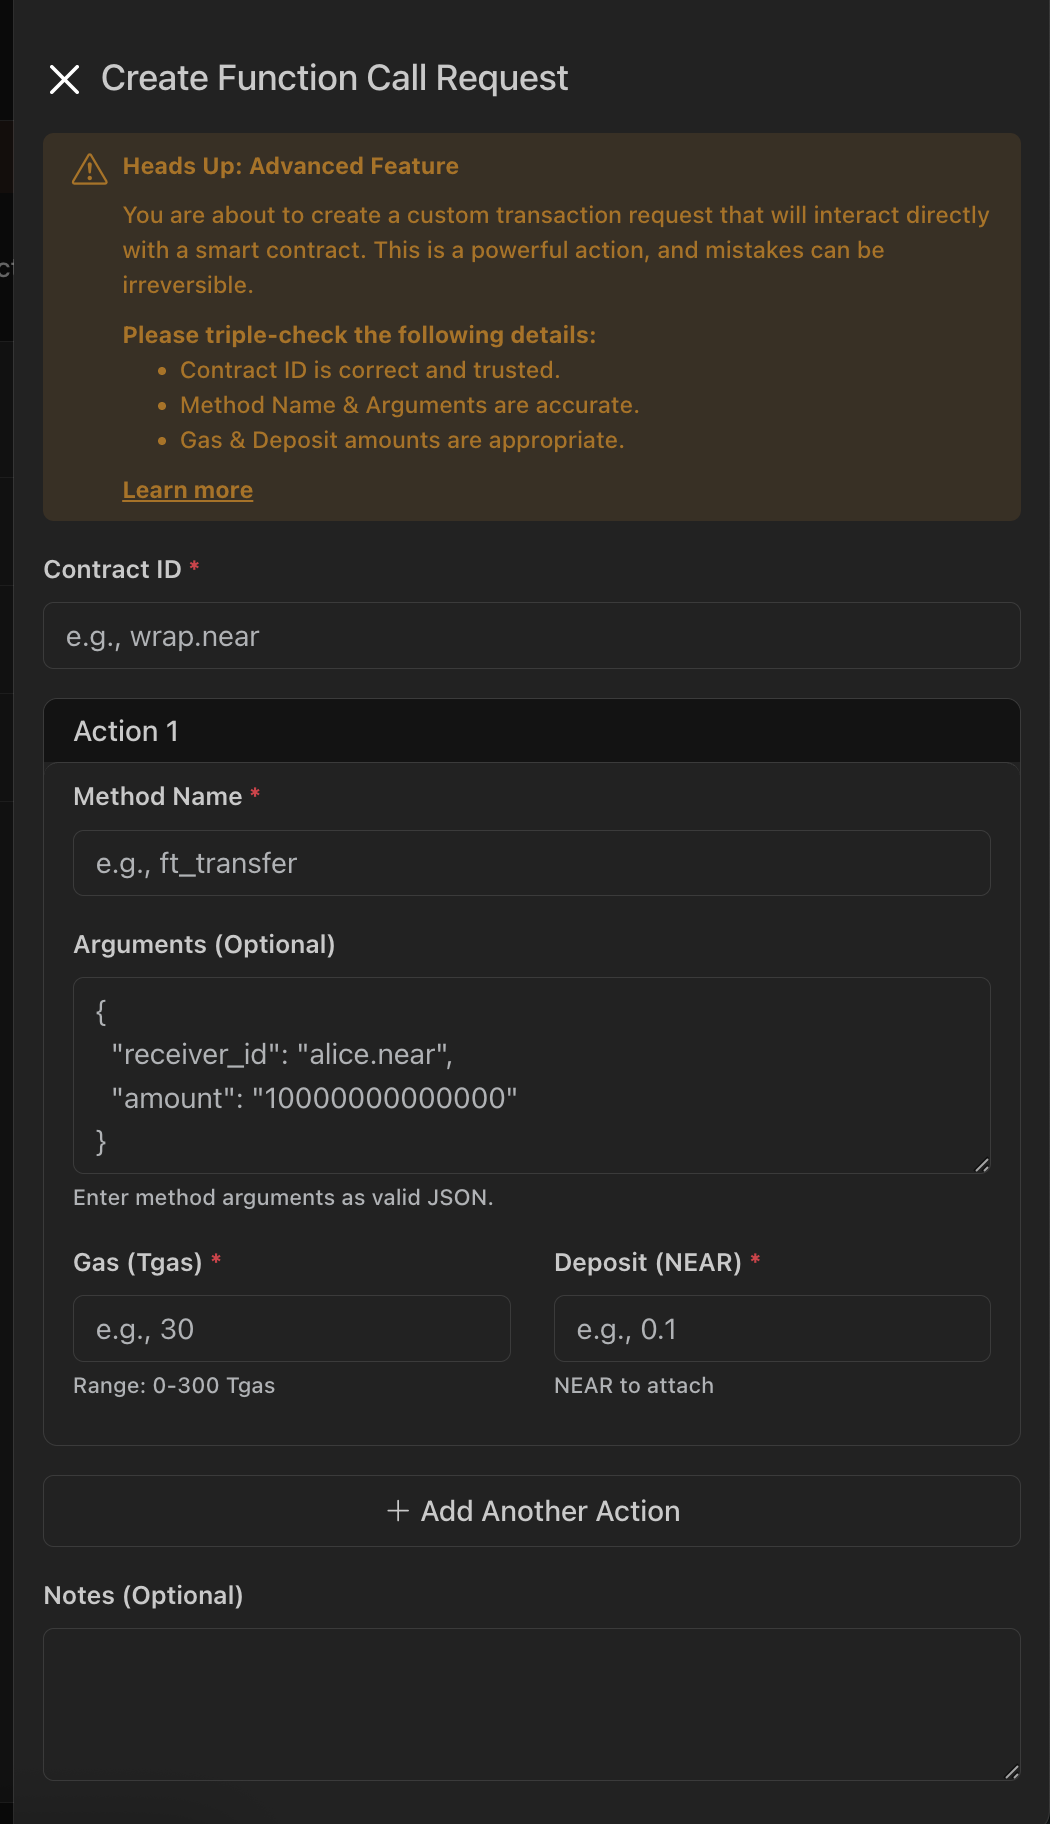 Create Function Call Request
Heads Up: Advanced Feature
You are about to create a custom transaction request that will interact directly
with a smart contract. This is a powerful action, and mistakes can be
irreversible.
Please triple-check the following details:
• Contract ID is correct and trusted.
• Method Name & Arguments are accurate.
• Gas & Deposit amounts are appropriate.
Learn more
Contract ID *
e.g., wrap.near
Action 1
Method Name *
e.g., ft_transfer
Arguments (Optional)
{
"receiver_id": "alice.near",
"amount": "10000000000000"
}
Enter method arguments as valid JSON.
Gas (Tgas) *
e.g., 30
Range: 0-300 Tgas
Deposit (NEAR) *
e.g., 0.1
NEAR to attach
+ Add Another Action
Notes (Optional)